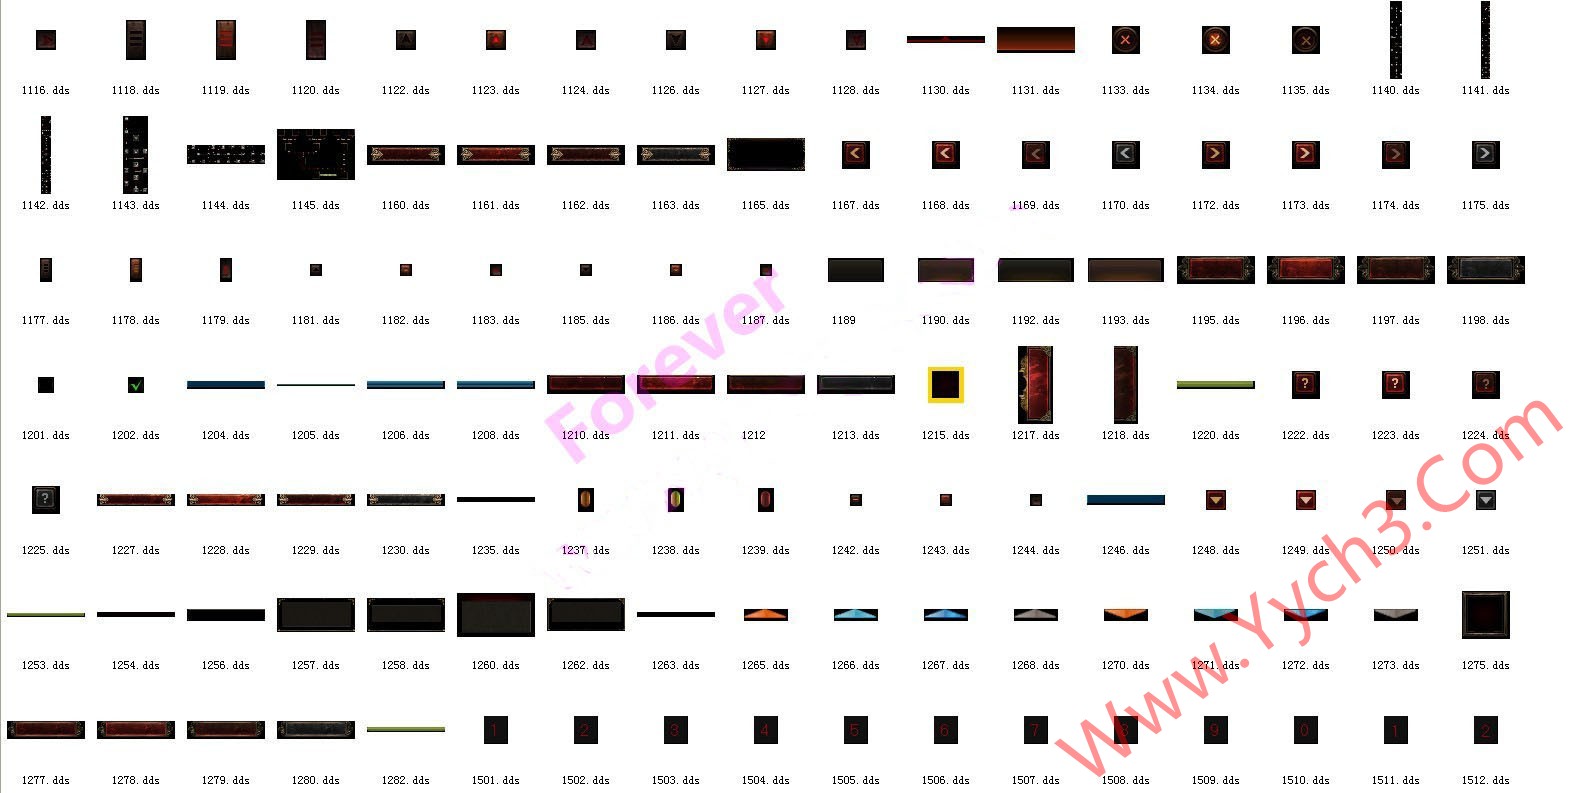 1116. dds 1118. dds 1119. dds 1120. dds 1122. dds 1123. dds 1124. dds 1126. dds 1127. dds 1128. dds 1130. dds 1131. dds 1133. dds 1134. dds 1135. dds 1140. dds 1141. dds
1142. dds 1143. dds 1144. dds 1145. dds 1160. dds 1161. dds 1162. dds 1163. dds 1165. dds 1167. dds 1168. dds 1169. dds 1170. dds 1172. dds 1173. dds 1174. dds 1175. dds
1177. dds 1178. dds 1179. dds 1181. dds 1182. dds 1183. dds 1185. dds 1186. dds 1187. dds 1189 1190. dds 1192. dds 1193. dds 1195. dds 1196. dds 1197. dds 1198. dds
Forever
1201. dds 1202. dds 1204. dds 1205. dds 1206. dds 1208. dds 1210. dds 1211. dds 1212 1213. dds 1215. dds 1217. dds 1218. dds 1220. dds 1222. dds 1223. dds 1224. dds
1225. dds 1227. dds 1228. dds 1229. dds 1230. dds 1235. dds 1237. dds 1238. dds 1239. dds 1242. dds 1243. dds 1244. dds 1246. dds 1248. dds 1249. dds 1250. dds 1251. dds
Www.Yych3.Com
1253. dds 1254. dds 1256. dds 1257. dds 1258. dds 1260. dds 1262. dds 1263. dds 1265. dds 1266. dds 1267. dds 1268. dds 1270. dds 1271. dds 1272. dds 1273. dds 1275. dds
1 2 3 4 5 6 7 8 9 0 1 2
1277. dds 1278. dds 1279. dds 1280. dds 1282. dds 1501. dds 1502. dds 1503. dds 1504. dds 1505. dds 1506. dds 1507. dds 1508. dds 1509. dds 1510. dds 1511. dds 1512. dds